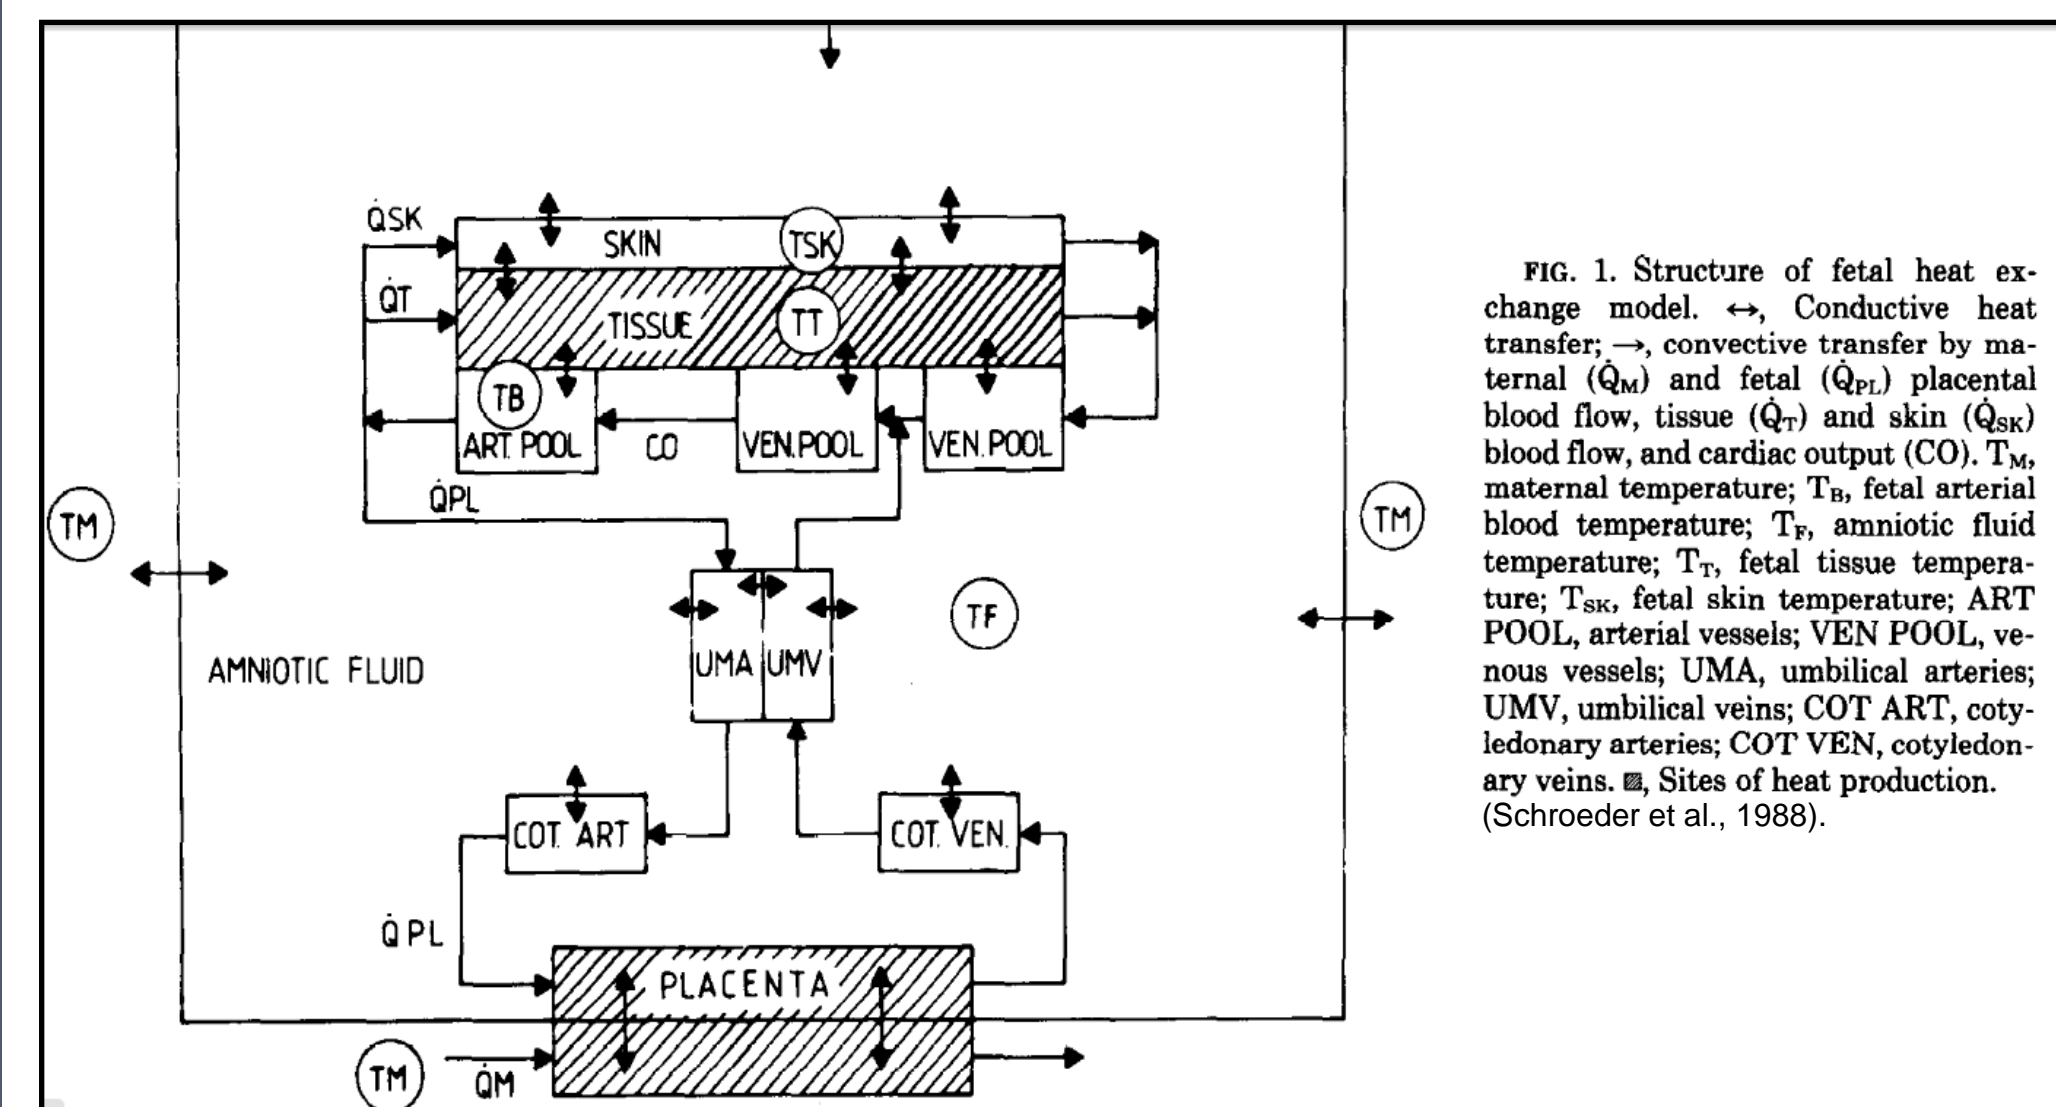 Q̇SK
SKIN
TSK
Q̇T
TISSUE
TT
TB
ART. POOL
CO
VEN.POOL
VEN. POOL
Q̇PL
TM
TM
UMA
UMV
TF
AMNIOTIC FLUID
COT. ART
COT. VEN.
Q̇PL
PLACENTA
TM
Q̇M
FIG. 1. Structure of fetal heat ex-
change model. ↔, Conductive heat
transfer; →, convective transfer by ma-
ternal (Q̇M) and fetal (Q̇PL) placental
blood flow, tissue (Q̇T) and skin (Q̇SK)
blood flow, and cardiac output (CO). TM,
maternal temperature; TB, fetal arterial
blood temperature; TF, amniotic fluid
temperature; TT, fetal tissue tempera-
ture; TSK, fetal skin temperature; ART
POOL, arterial vessels; VEN POOL, ve-
nous vessels; UMA, umbilical arteries;
UMV, umbilical veins; COT ART, coty-
ledonary arteries; COT VEN, cotyledon-
ary veins. ▨, Sites of heat production.
(Schroeder et al., 1988).